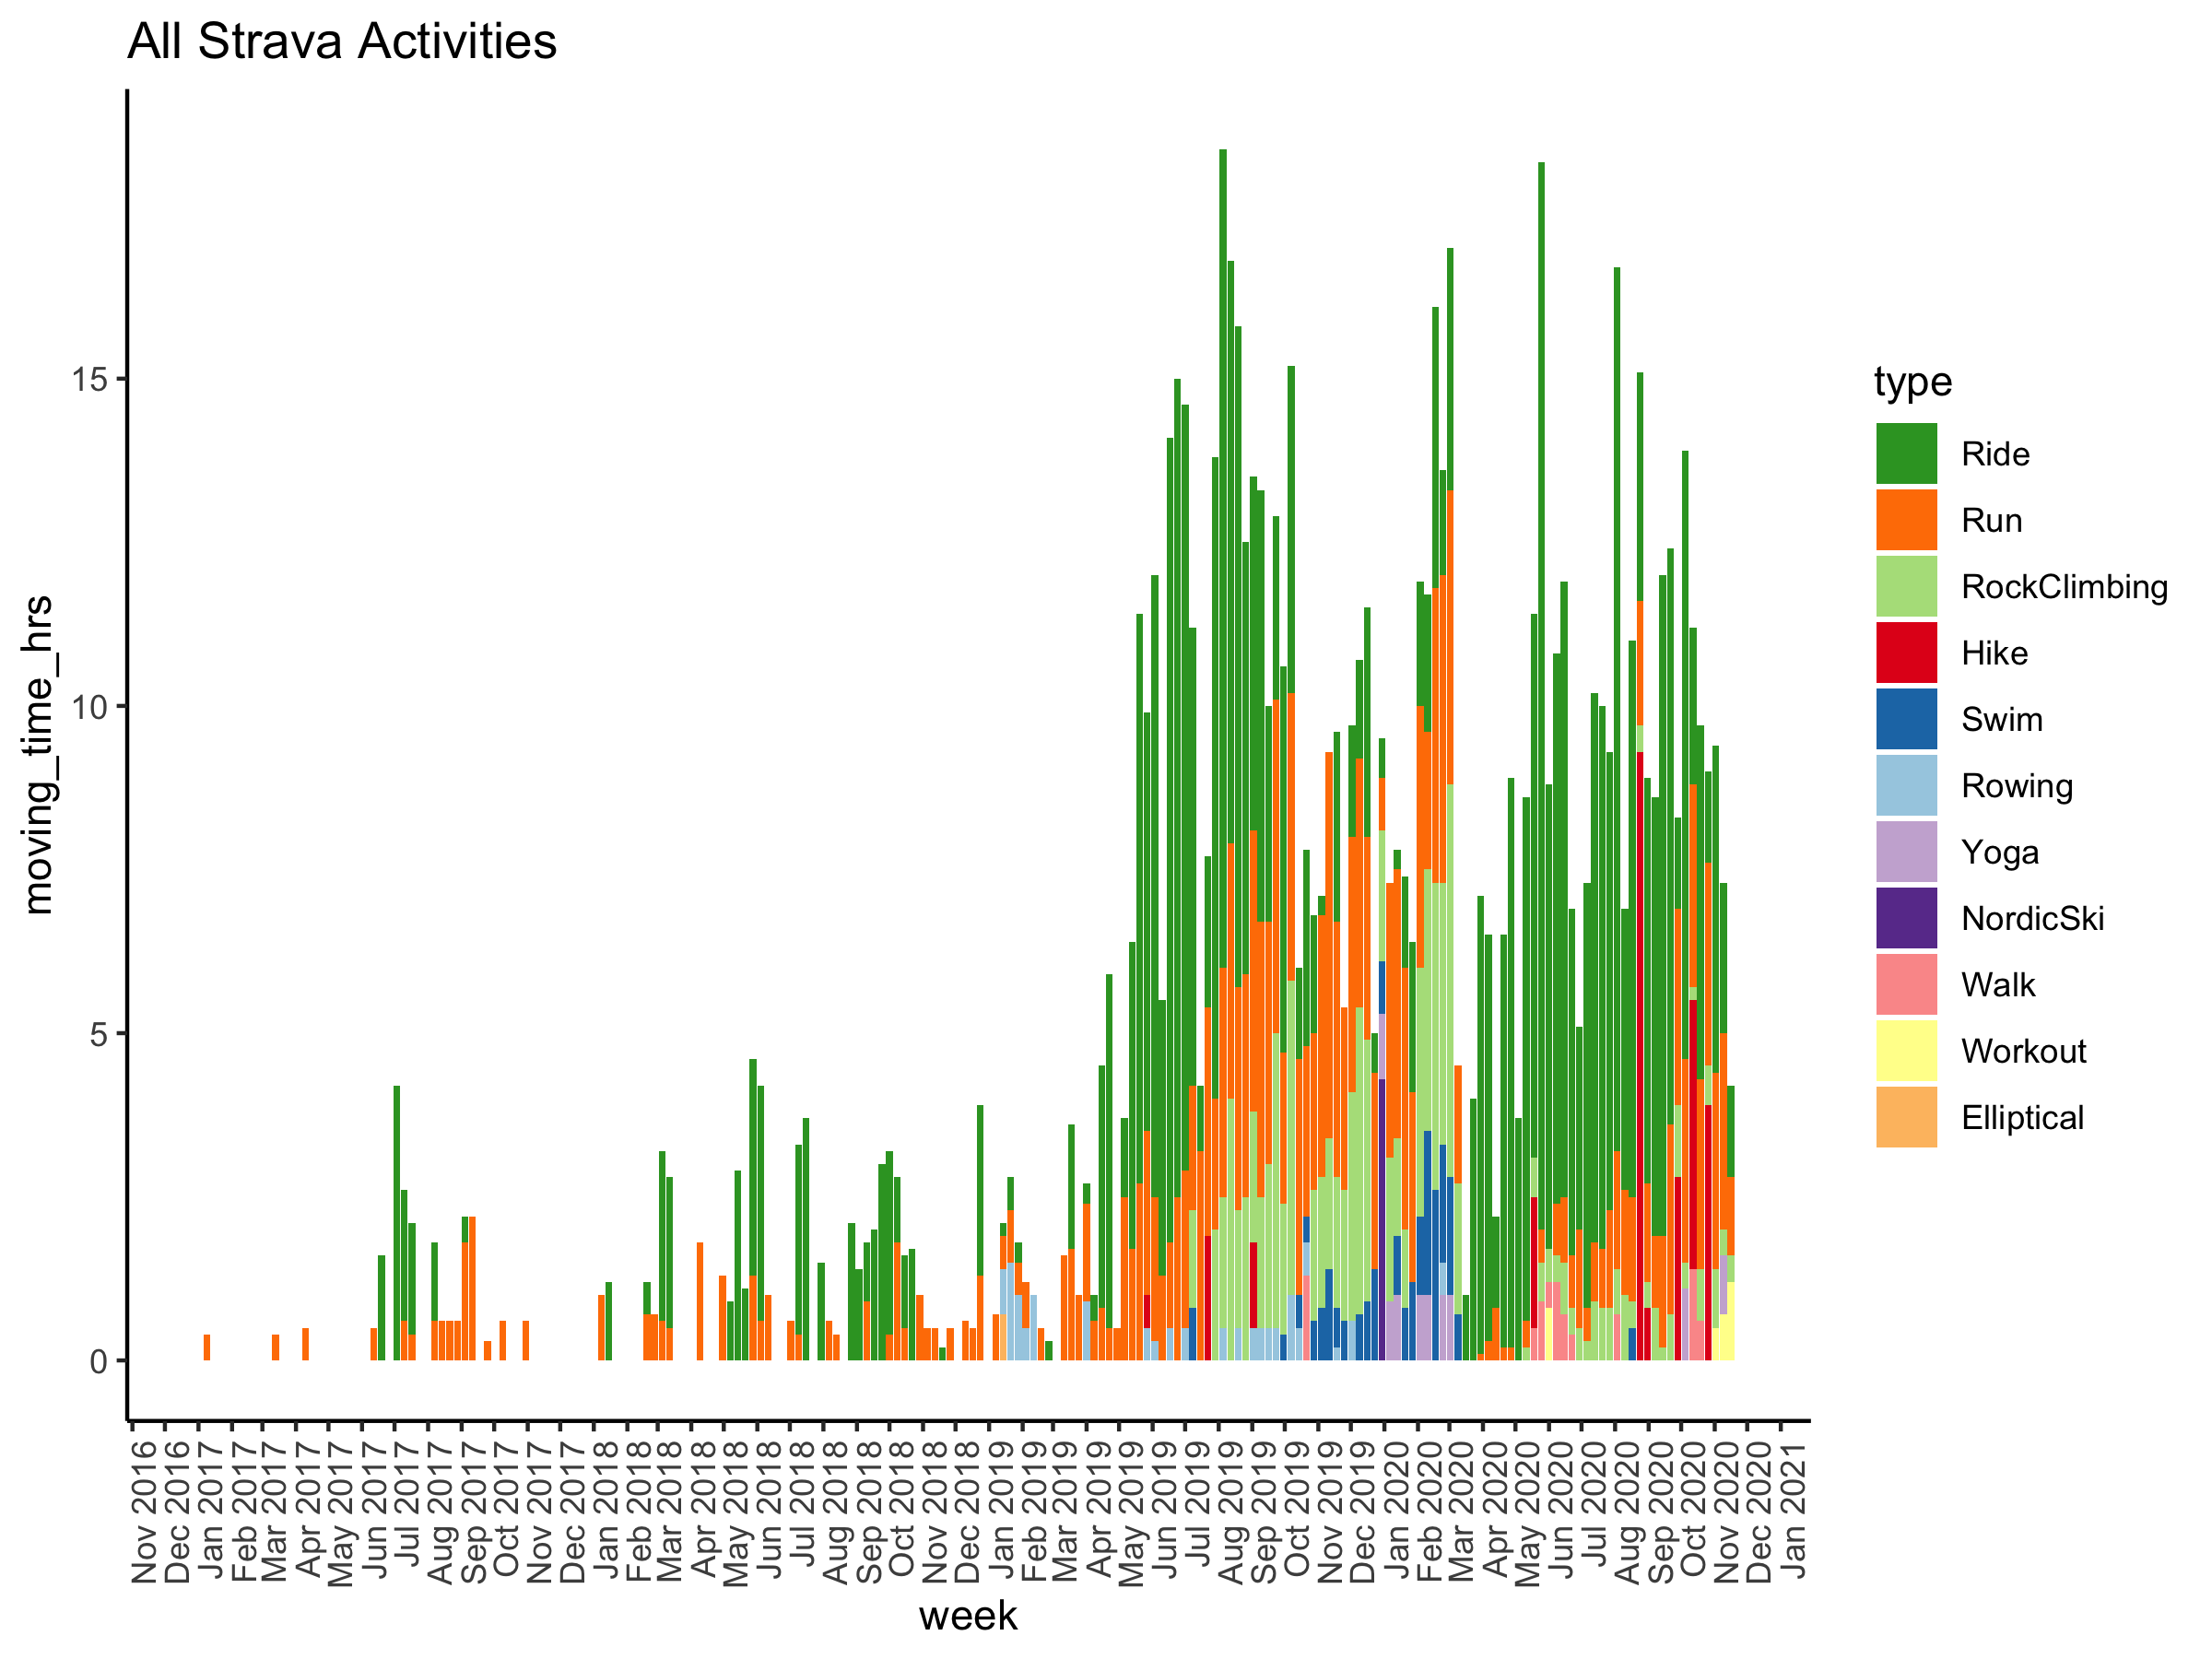 All Strava Activities
moving_time_hrs
15
10
5
0
Nov 2016
Dec 2016
Jan 2017
Feb 2017
Mar 2017
Apr 2017
May 2017
Jun 2017
Jul 2017
Aug 2017
Sep 2017
Oct 2017
Nov 2017
Dec 2017
Jan 2018
Feb 2018
Mar 2018
Apr 2018
May 2018
Jun 2018
Jul 2018
Aug 2018
Sep 2018
Oct 2018
Nov 2018
Dec 2018
Jan 2019
Feb 2019
Mar 2019
Apr 2019
May 2019
Jun 2019
Jul 2019
Aug 2019
Sep 2019
Oct 2019
Nov 2019
Dec 2019
Jan 2020
Feb 2020
Mar 2020
Apr 2020
May 2020
Jun 2020
Jul 2020
Aug 2020
Sep 2020
Oct 2020
Nov 2020
Dec 2020
Jan 2021
week
type
Ride
Run
RockClimbing
Hike
Swim
Rowing
Yoga
NordicSki
Walk
Workout
Elliptical